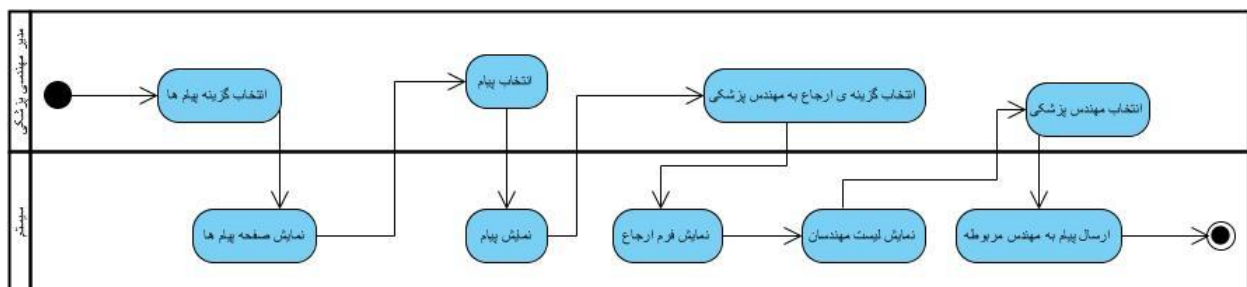 مدیر مهندسی پزشکی
انتخاب گزینه پیام ها
انتخاب پیام
انتخاب گزینه ی ارجاع به مهندس پزشکی
انتخاب مهندس پزشکی
سیستم
نمایش صفحه پیام ها
نمایش پیام
نمایش فرم ارجاع
نمایش لیست مهندسان
ارسال پیام به مهندس مربوطه